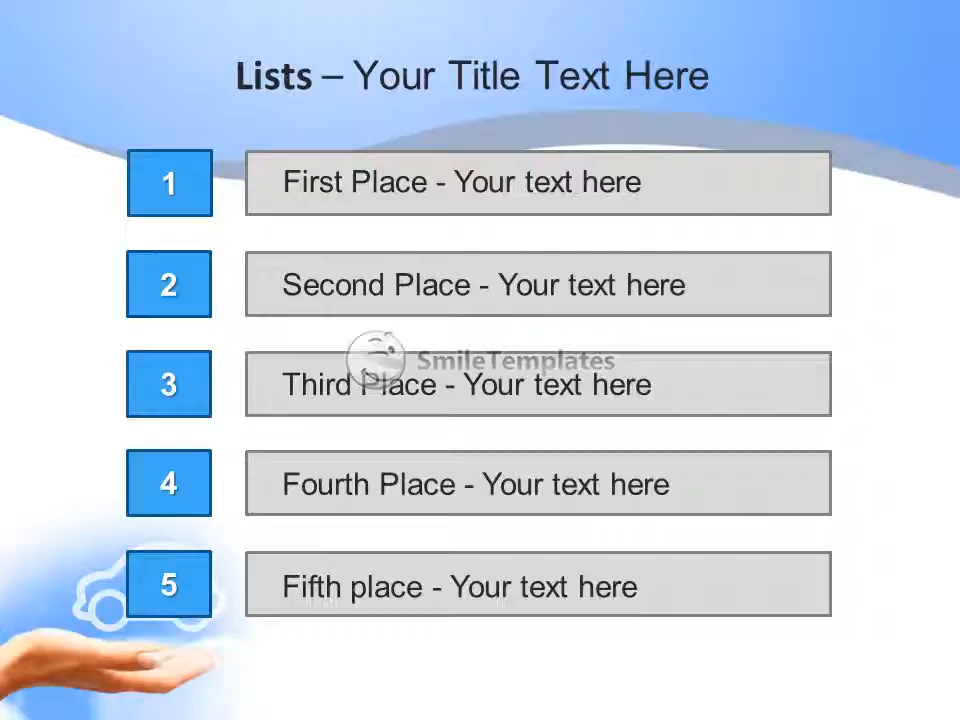 Lists – Your Title Text Here
1 First Place - Your text here
2 Second Place - Your text here
SmileTemplates
3 Third Place - Your text here
4 Fourth Place - Your text here
5 Fifth place - Your text here